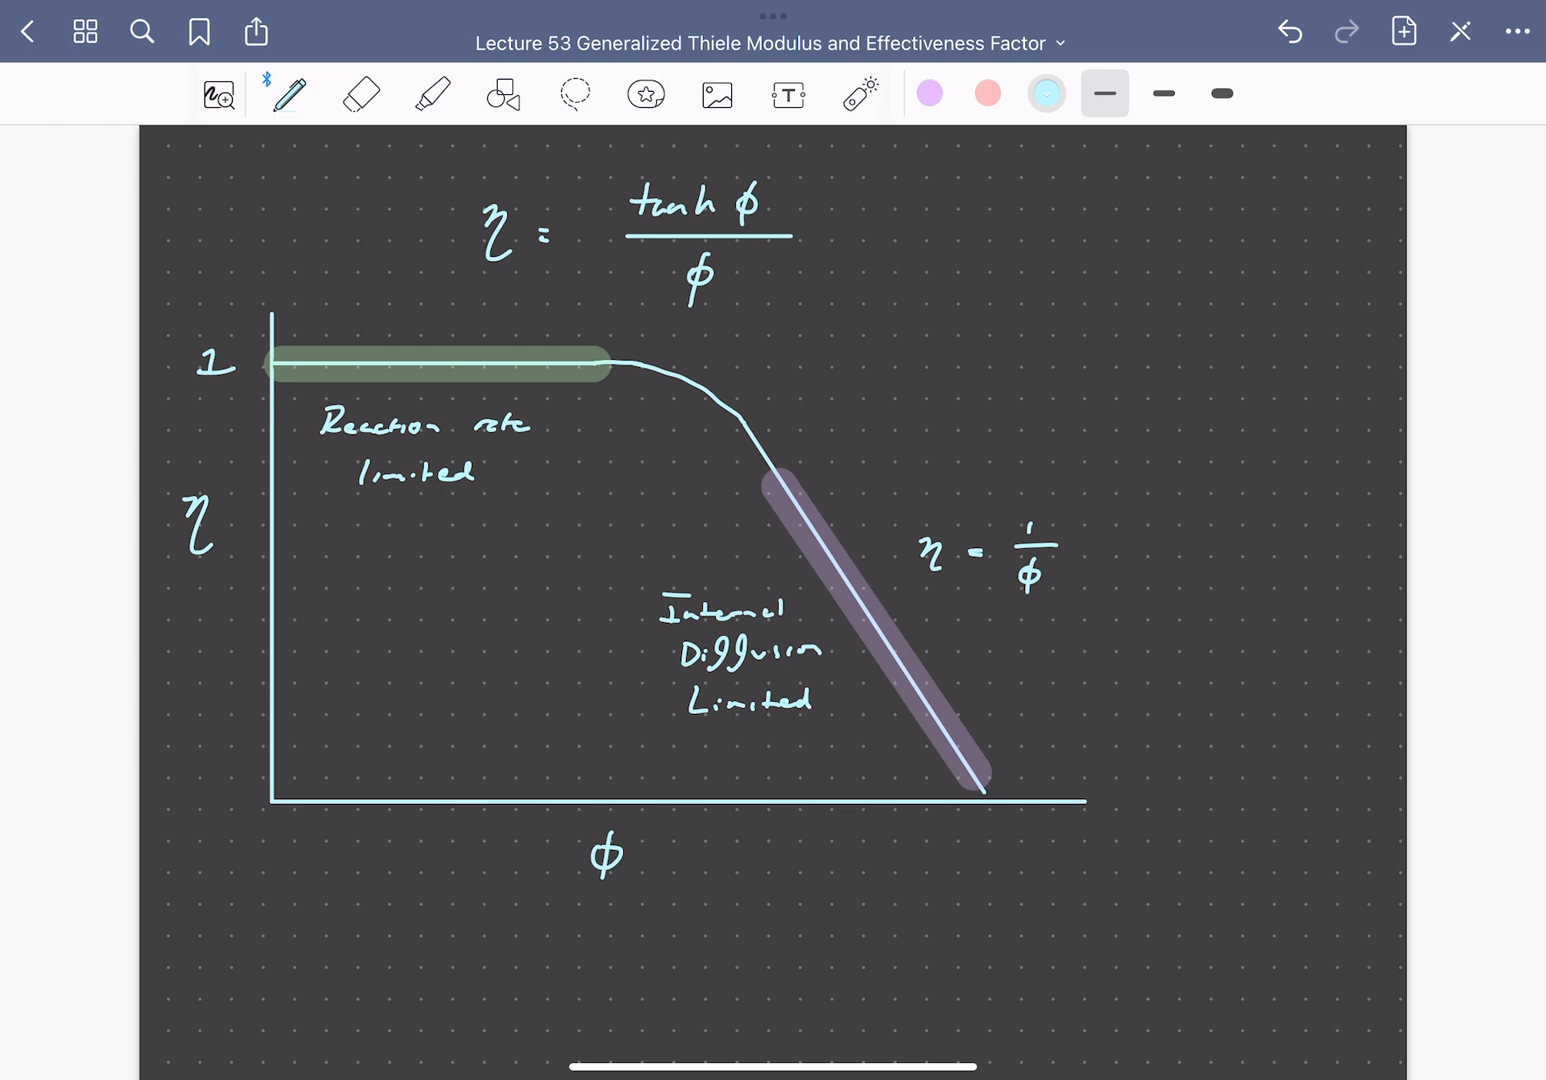 Lecture 53 Generalized Thiele Modulus and Effectiveness Factor
η = tanh φ / φ
1
Reaction rate
limited
η
η = 1 / φ
Internal
Diffusion
Limited
φ